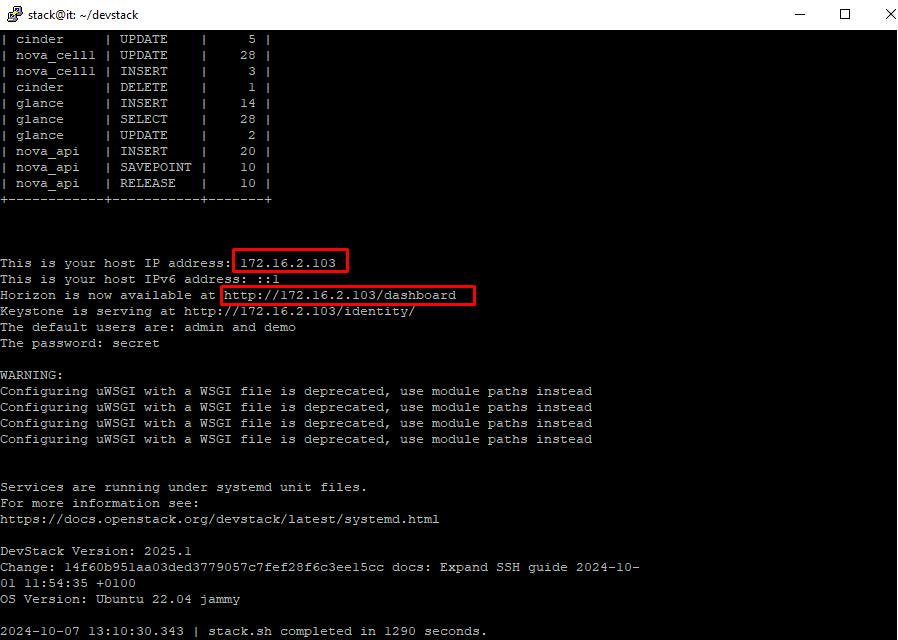 stack@it: ~/devstack
| cinder     | UPDATE    |     5 |
| nova_cell1 | UPDATE    |    28 |
| nova_cell1 | INSERT    |     3 |
| cinder     | DELETE    |     1 |
| glance     | INSERT    |    14 |
| glance     | SELECT    |    28 |
| glance     | UPDATE    |     2 |
| nova_api   | INSERT    |    20 |
| nova_api   | SAVEPOINT |    10 |
| nova_api   | RELEASE   |    10 |
+------------+-----------+-------+
This is your host IP address: 172.16.2.103
This is your host IPv6 address: ::1
Horizon is now available at http://172.16.2.103/dashboard
Keystone is serving at http://172.16.2.103/identity/
The default users are: admin and demo
The password: secret
WARNING:
Configuring uWSGI with a WSGI file is deprecated, use module paths instead
Configuring uWSGI with a WSGI file is deprecated, use module paths instead
Configuring uWSGI with a WSGI file is deprecated, use module paths instead
Configuring uWSGI with a WSGI file is deprecated, use module paths instead
Services are running under systemd unit files.
For more information see:
https://docs.openstack.org/devstack/latest/systemd.html
DevStack Version: 2025.1
Change: 14f60b951aa03ded3779057c7fef28f6c3ee15cc docs: Expand SSH guide 2024-10-
01 11:54:35 +0100
OS Version: Ubuntu 22.04 jammy
2024-10-07 13:10:30.343 | stack.sh completed in 1290 seconds.